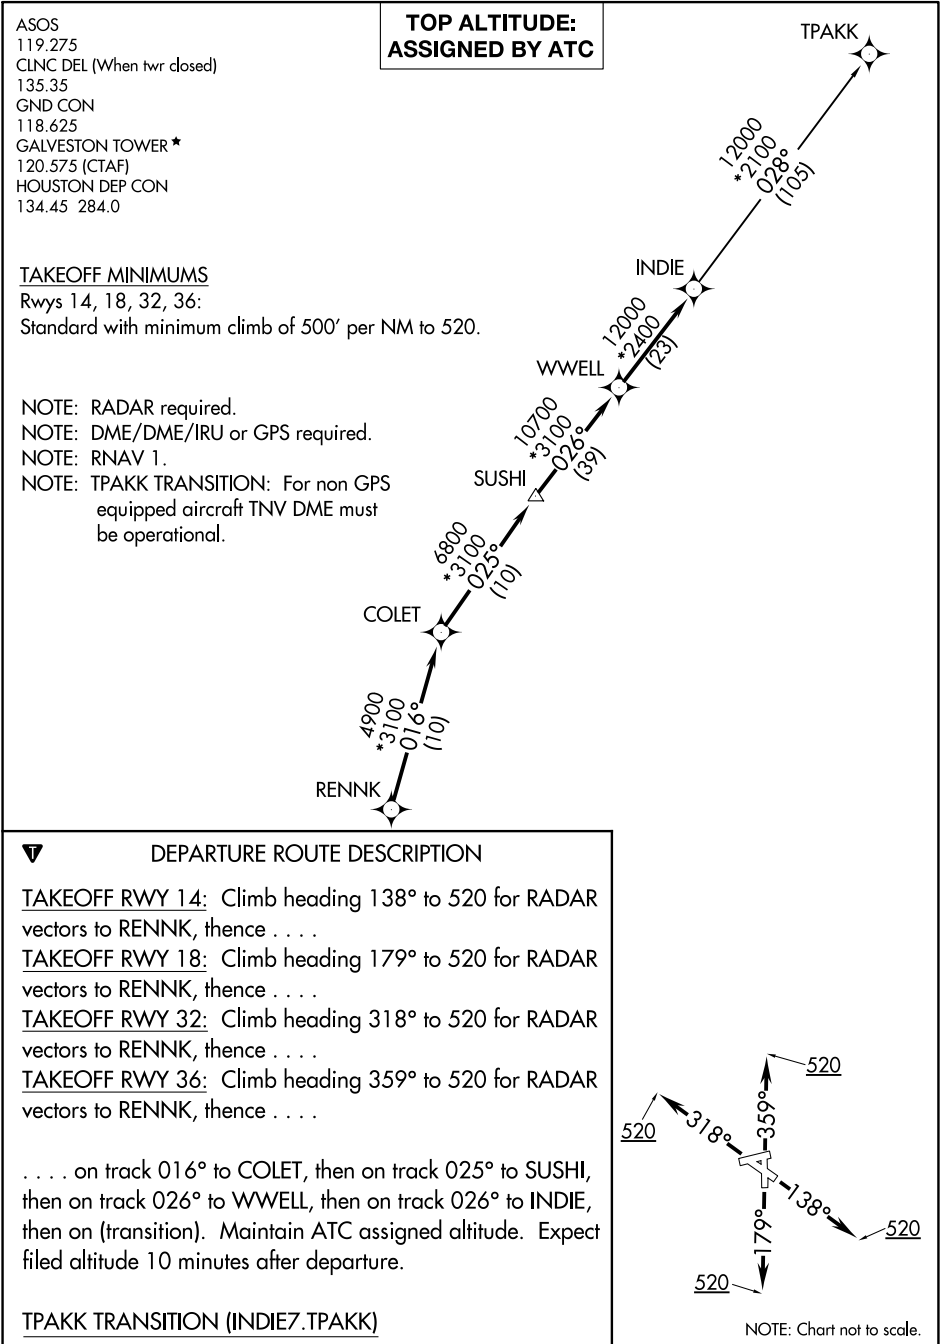 ASOS
119.275
CLNC DEL (When twr closed)
135.35
GND CON
118.625
GALVESTON TOWER★
120.575 (CTAF)
HOUSTON DEP CON
134.45 284.0
TOP ALTITUDE:
ASSIGNED BY ATC
TAKEOFF MINIMUMS
Rwys 14, 18, 32, 36:
Standard with minimum climb of 500' per NM to 520.
NOTE: RADAR required.
NOTE: DME/DME/IRU or GPS required.
NOTE: RNAV 1.
NOTE: TPAKK TRANSITION: For non GPS
equipped aircraft TNV DME must
be operational.
TPAKK
12000
*2100
028°
(105)
INDIE
12000
*2400
(23)
WWELL
10700
*3100
026°
(39)
SUSHI
6800
*3100
025°
(10)
COLET
4900
*3100
016°
(10)
RENNK
T
DEPARTURE ROUTE DESCRIPTION
TAKEOFF RWY 14: Climb heading 138° to 520 for RADAR
vectors to RENNK, thence . . . .
TAKEOFF RWY 18: Climb heading 179° to 520 for RADAR
vectors to RENNK, thence . . . .
TAKEOFF RWY 32: Climb heading 318° to 520 for RADAR
vectors to RENNK, thence . . . .
TAKEOFF RWY 36: Climb heading 359° to 520 for RADAR
vectors to RENNK, thence . . . .
. . . . on track 016° to COLET, then on track 025° to SUSHI,
then on track 026° to WWELL, then on track 026° to INDIE,
then on (transition). Maintain ATC assigned altitude. Expect
filed altitude 10 minutes after departure.
TPAKK TRANSITION (INDIE7.TPAKK)
520
359°
520
318°
138°
520
179°
520
NOTE: Chart not to scale.